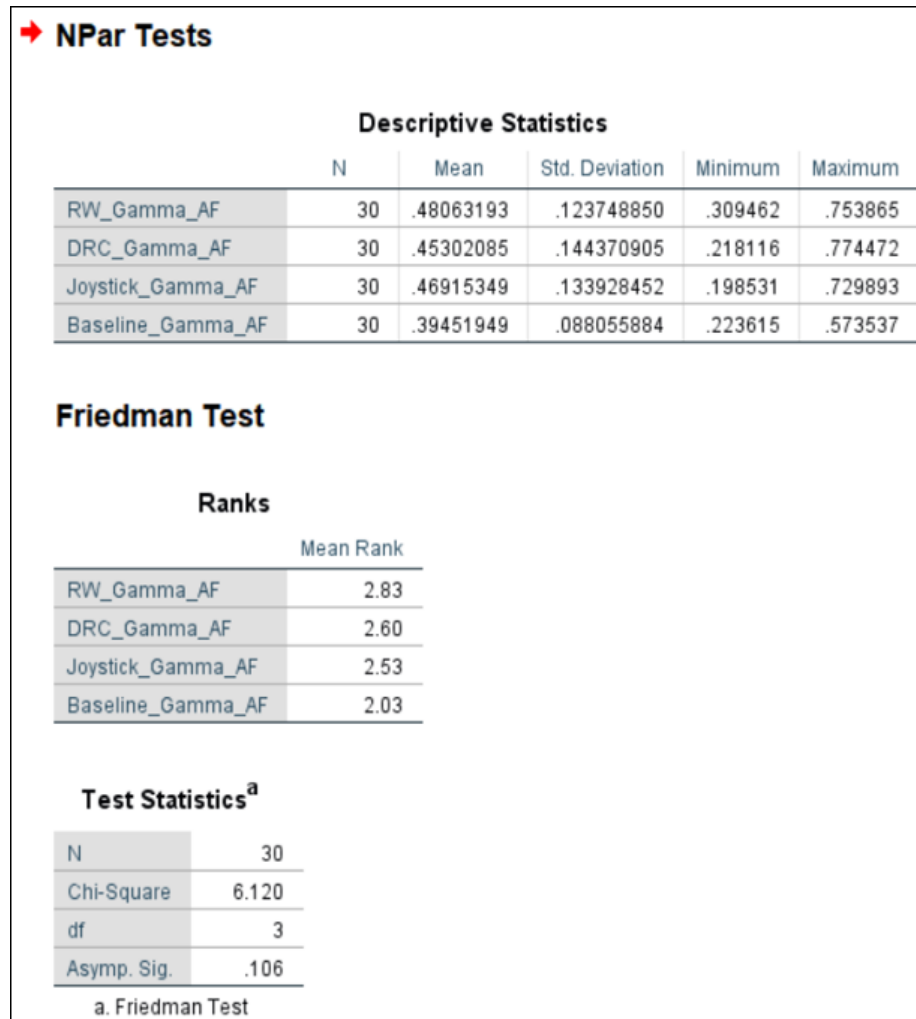 NPar Tests
Descriptive Statistics
N Mean Std. Deviation Minimum Maximum
RW_Gamma_AF 30 .48063193 .123748850 .309462 .753865
DRC_Gamma_AF 30 .45302085 .144370905 .218116 .774472
Joystick_Gamma_AF 30 .46915349 .133928452 .198531 .729893
Baseline_Gamma_AF 30 .39451949 .088055884 .223615 .573537
Friedman Test
Ranks
Mean Rank
RW_Gamma_AF 2.83
DRC_Gamma_AF 2.60
Joystick_Gamma_AF 2.53
Baseline_Gamma_AF 2.03
Test Statisticsa
N 30
Chi-Square 6.120
df 3
Asymp. Sig. .106
a. Friedman Test